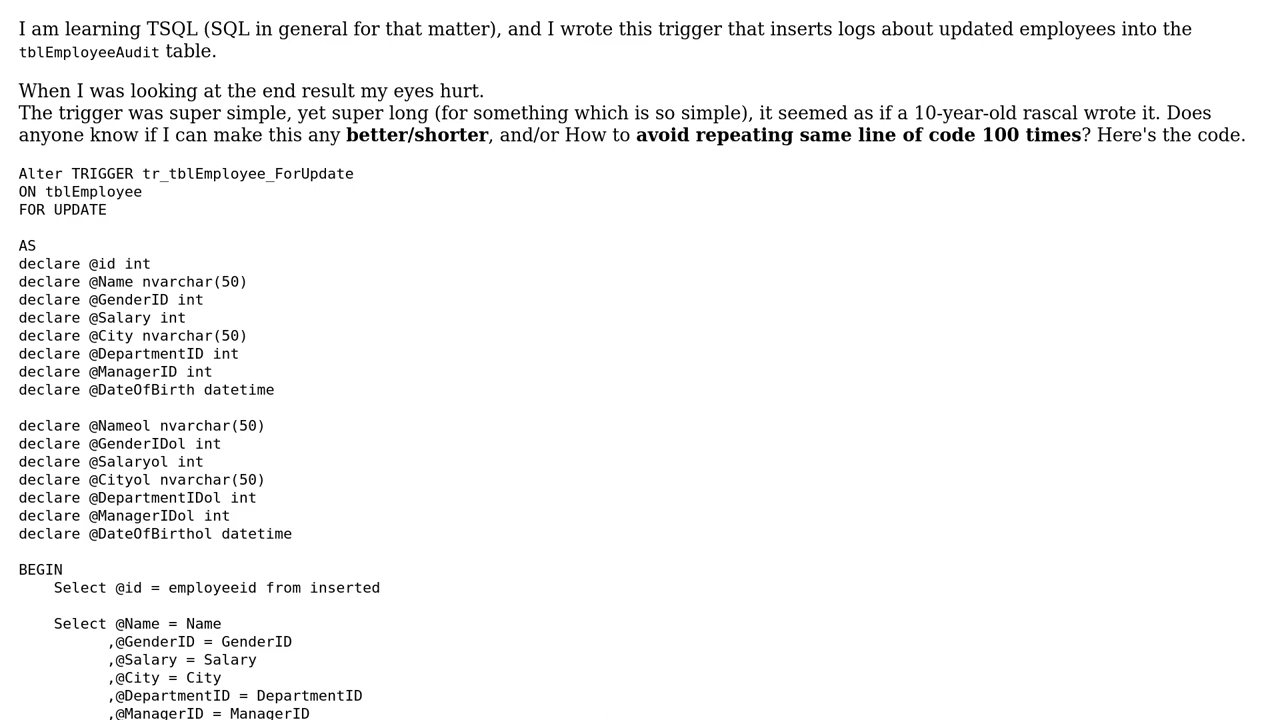 I am learning TSQL (SQL in general for that matter), and I wrote this trigger that inserts logs about updated employees into the
tblEmployeeAudit table.
When I was looking at the end result my eyes hurt.
The trigger was super simple, yet super long (for something which is so simple), it seemed as if a 10-year-old rascal wrote it. Does
anyone know if I can make this any better/shorter, and/or How to avoid repeating same line of code 100 times? Here's the code.
Alter TRIGGER tr_tblEmployee_ForUpdate
ON tblEmployee
FOR UPDATE
AS
declare @id int
declare @Name nvarchar(50)
declare @GenderID int
declare @Salary int
declare @City nvarchar(50)
declare @DepartmentID int
declare @ManagerID int
declare @DateOfBirth datetime
declare @Nameol nvarchar(50)
declare @GenderIDol int
declare @Salaryol int
declare @Cityol nvarchar(50)
declare @DepartmentIDol int
declare @ManagerIDol int
declare @DateOfBirthol datetime
BEGIN
Select @id = employeeid from inserted
Select @Name = Name
,@GenderID = GenderID
,@Salary = Salary
,@City = City
,@DepartmentID = DepartmentID
,@ManagerID = ManagerID